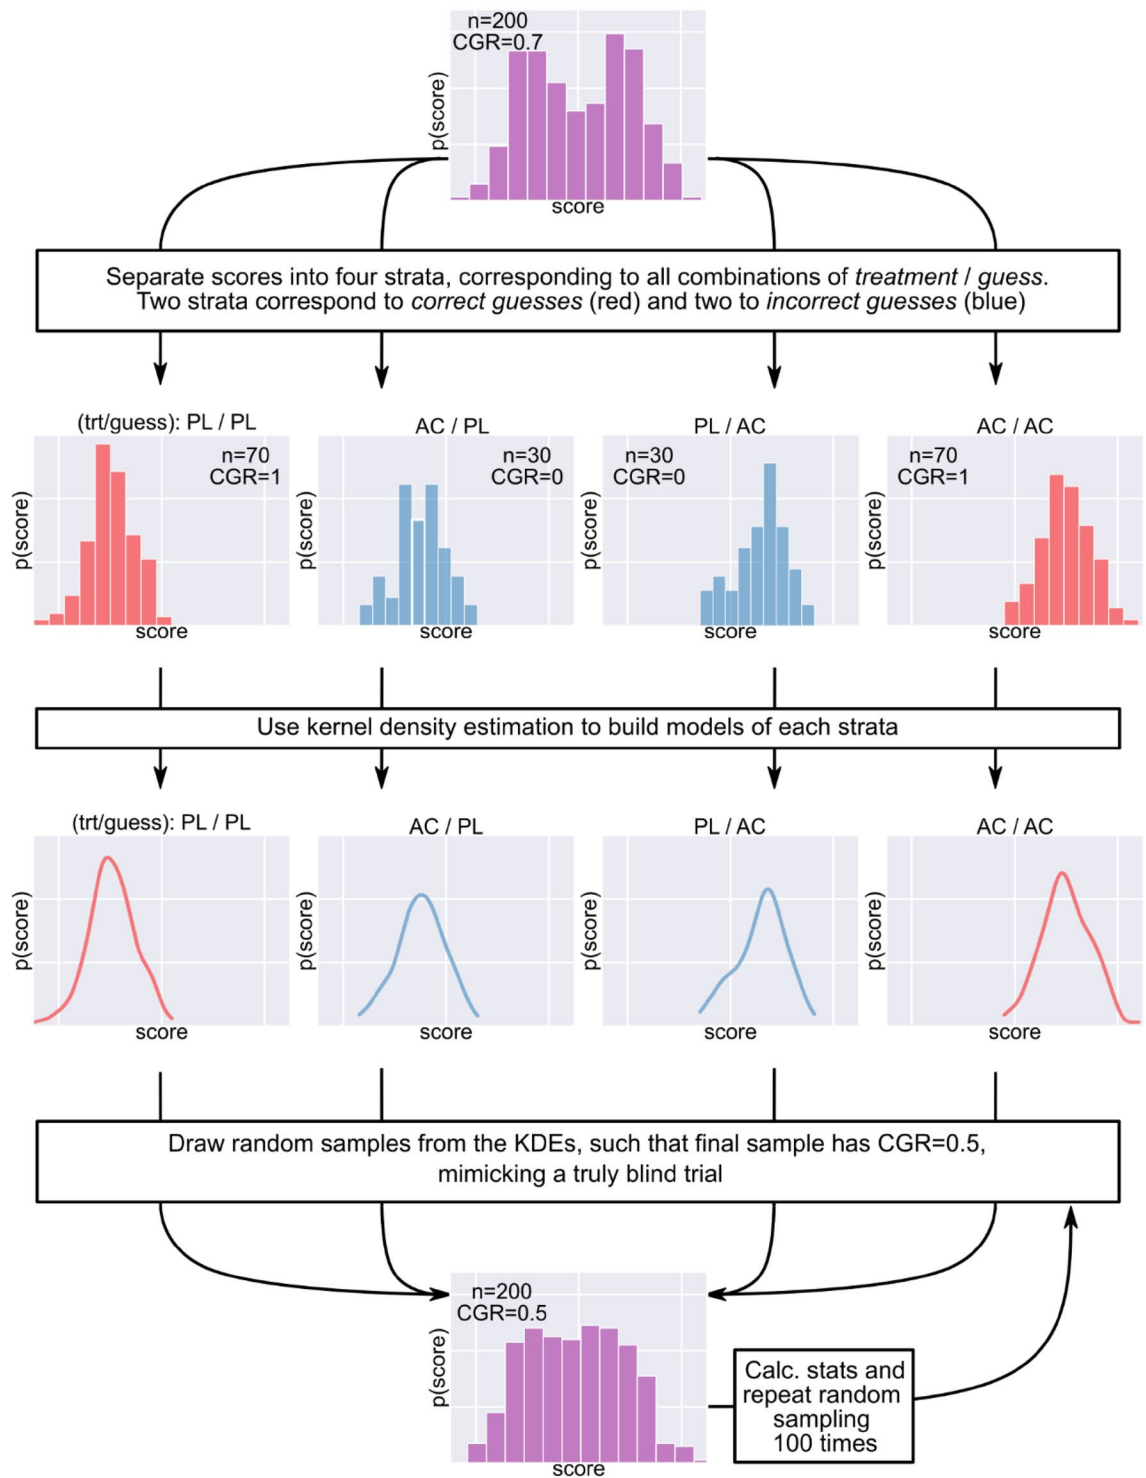 n=200
CGR=0.7
p(score)
score
Separate scores into four strata, corresponding to all combinations of treatment / guess.
Two strata correspond to correct guesses (red) and two to incorrect guesses (blue)
(trt/guess): PL / PL
AC / PL
PL / AC
AC / AC
n=70
CGR=1
n=30
CGR=0
n=30
CGR=0
n=70
CGR=1
p(score)
p(score)
p(score)
p(score)
score
score
score
score
Use kernel density estimation to build models of each strata
(trt/guess): PL / PL
AC / PL
PL / AC
AC / AC
p(score)
p(score)
p(score)
p(score)
score
score
score
score
Draw random samples from the KDEs, such that final sample has CGR=0.5,
mimicking a truly blind trial
n=200
CGR=0.5
p(score)
score
Calc. stats and
repeat random
sampling
100 times